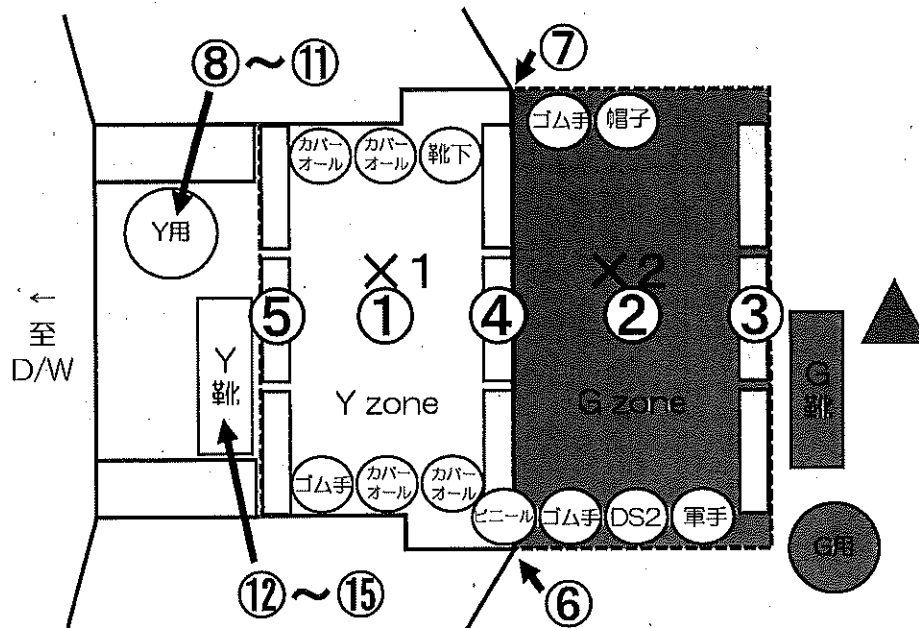 ⑧～⑪
⑦
ゴム手
帽子
カバー
オール
カバー
オール
靴下
Y用
×1
×2
←
至
D/W
⑤
①
④
②
③
Y
靴
G
靴
Y zone
G zone
ゴム手
カバー
オール
カバー
オール
ビニール
ゴム手
DS2
軍手
G用
⑫～⑮
⑥